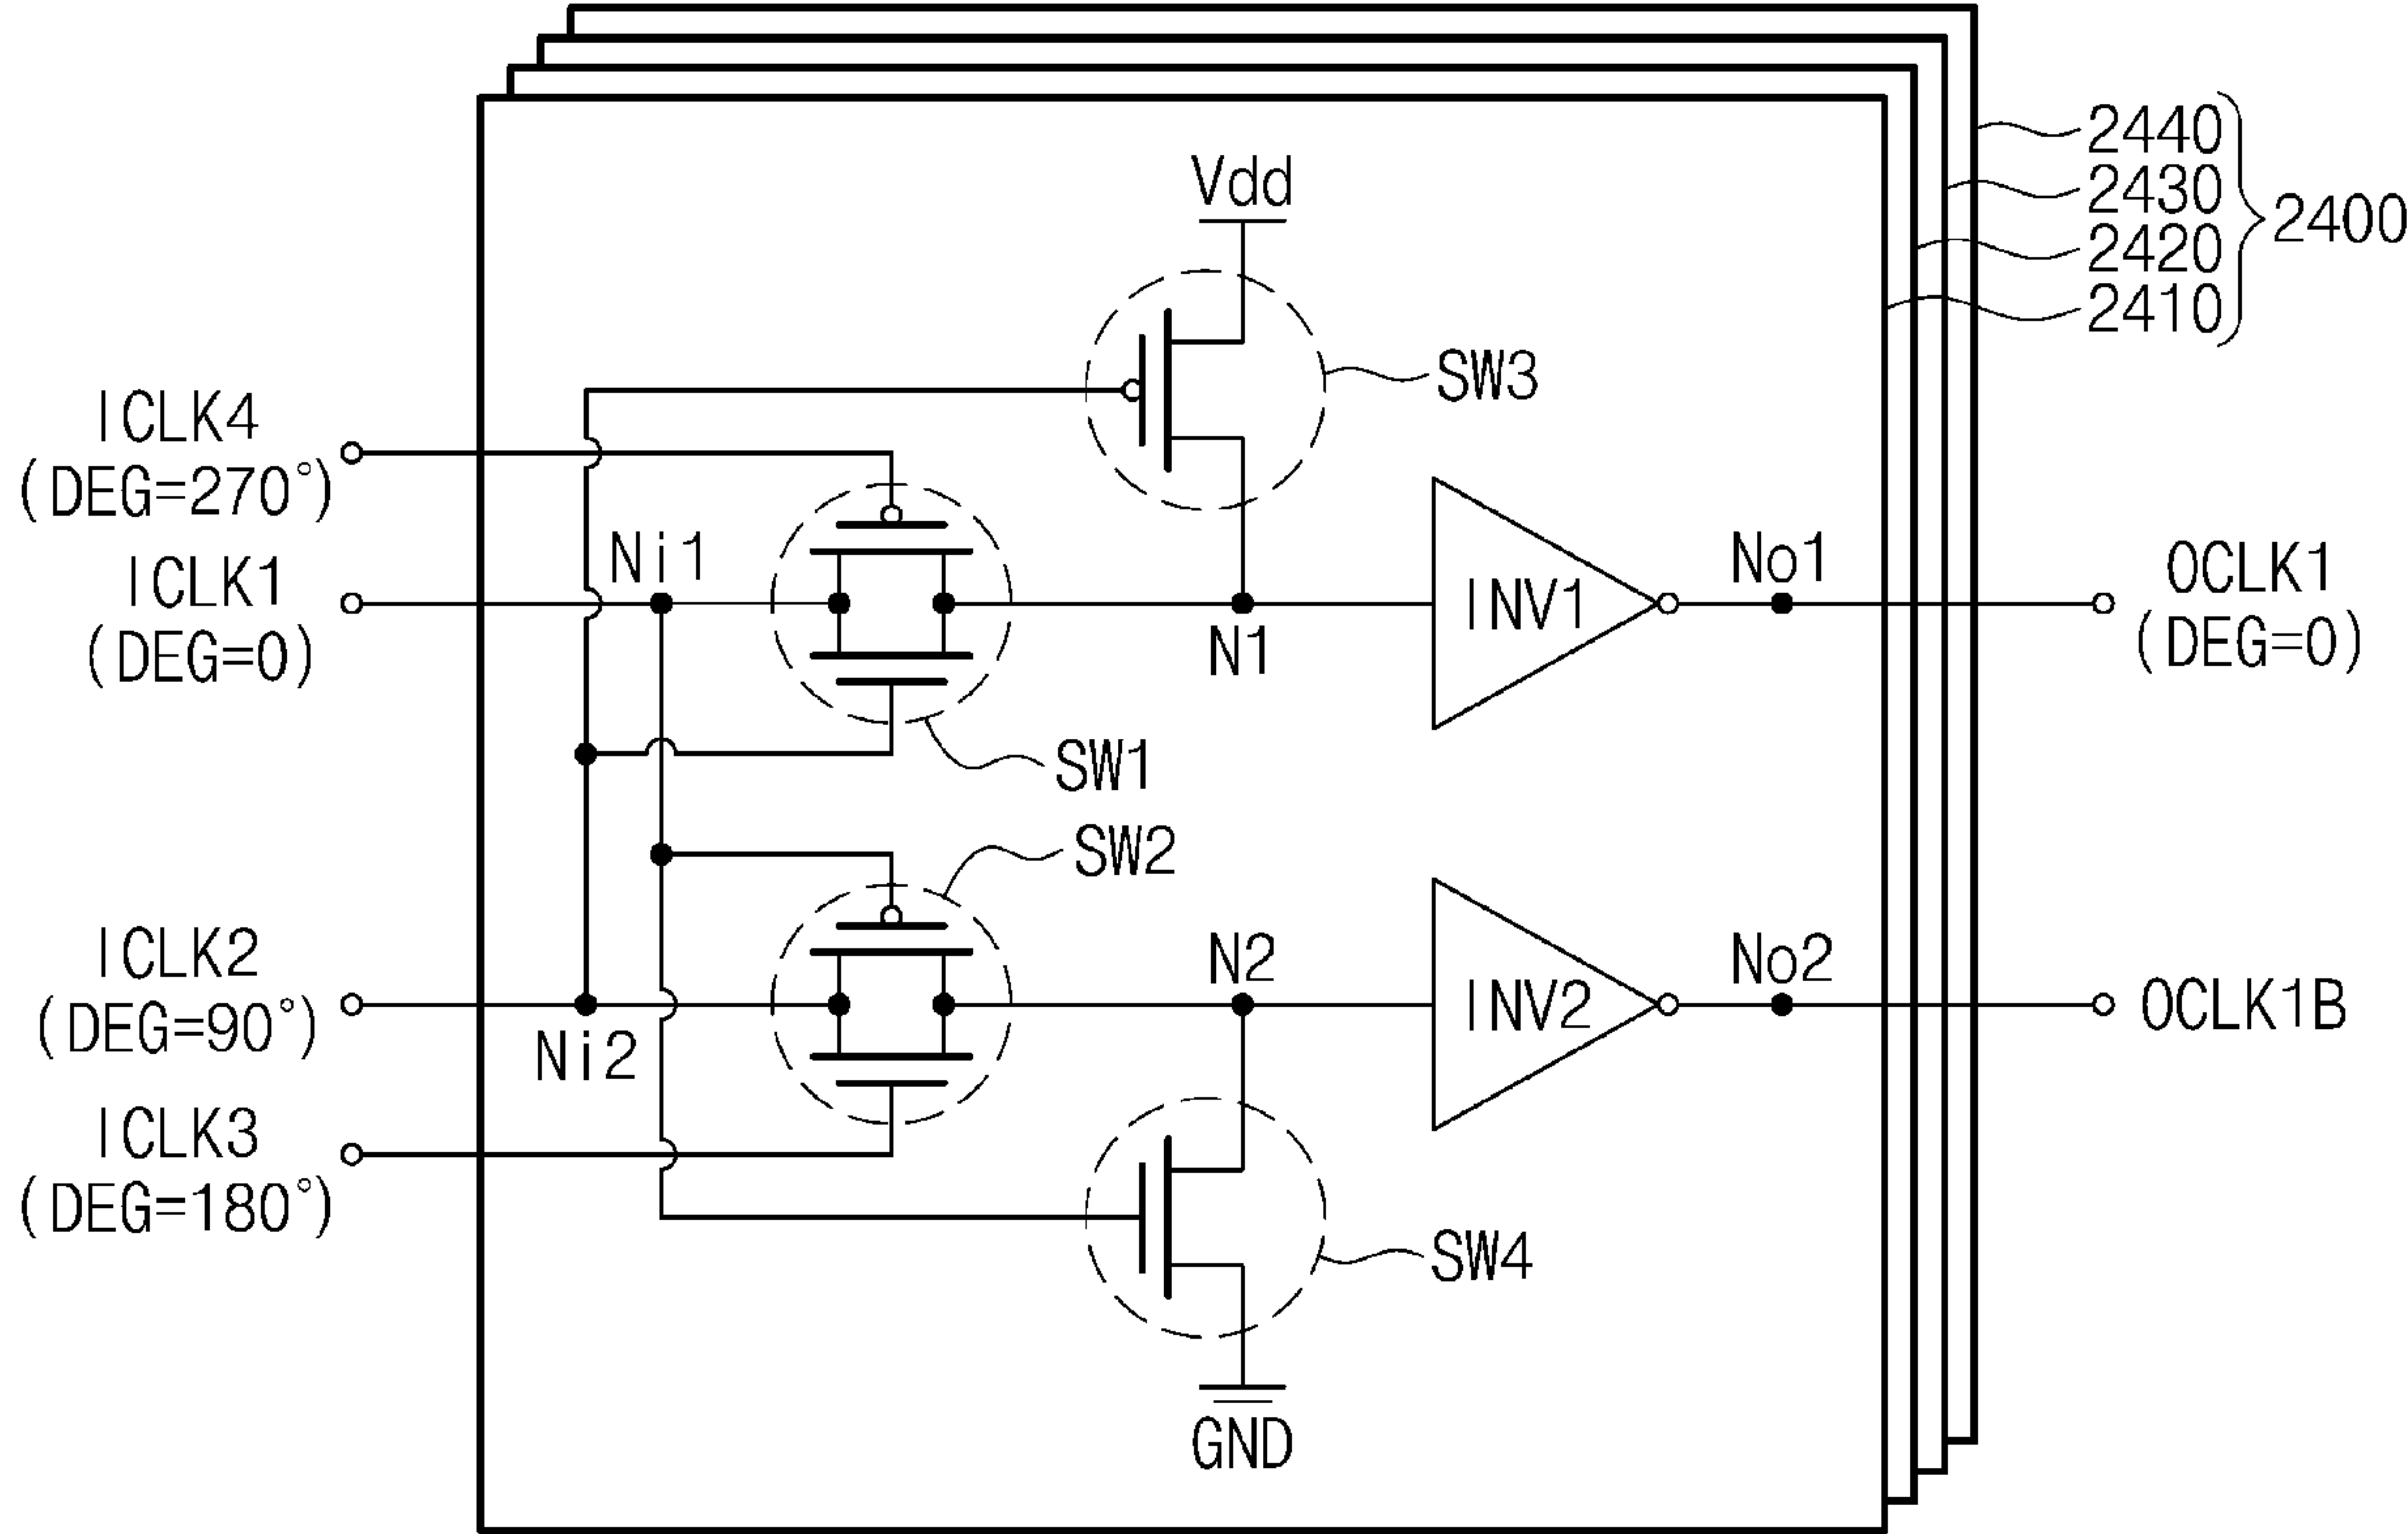 2440
2430
2420
2410
2400
Vdd
SW3
ICLK4
(DEG=270°)
ICLK1
(DEG=0)
Ni1
N1
INV1
No1
OCLK1
(DEG=0)
SW1
SW2
ICLK2
(DEG=90°)
Ni2
N2
INV2
No2
OCLK1B
ICLK3
(DEG=180°)
SW4
GND